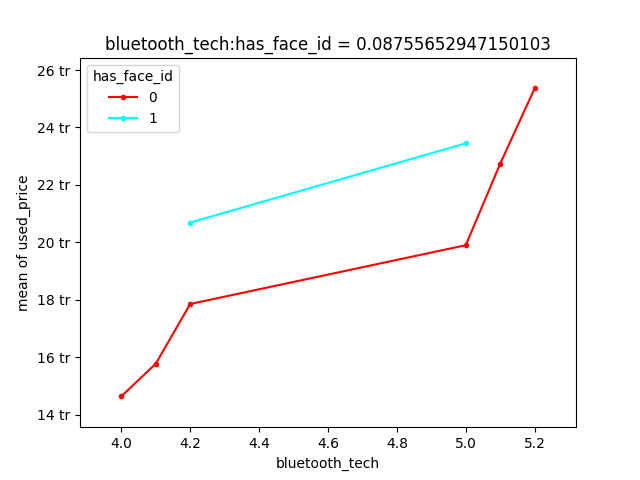 bluetooth_tech:has_face_id = 0.08755652947150103
has_face_id
0
1
26 tr
24 tr
22 tr
20 tr
18 tr
16 tr
14 tr
mean of used_price
4.0 4.2 4.4 4.6 4.8 5.0 5.2
bluetooth_tech